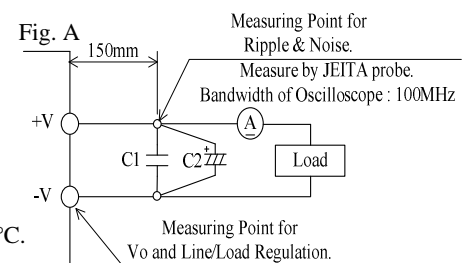 Fig. A
150mm
Measuring Point for
Ripple & Noise.
Measure by JEITA probe.
Bandwidth of Oscilloscope : 100MHz
+V
A
C1
C2
+
Load
-V
°C.
Measuring Point for
Vo and Line/Load Regulation.